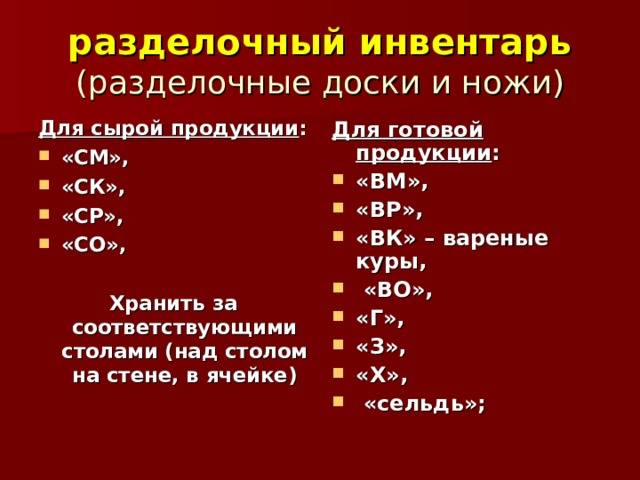 разделочный инвентарь
(разделочные доски и ножи)
Для сырой продукции:
«СМ»,
«СК»,
«СР»,
«СО»,
Хранить за
соответствующими
столами (над столом
на стене, в ячейке)
Для готовой
продукции:
«ВМ»,
«ВР»,
«ВК» – вареные
куры,
«ВО»,
«Г»,
«З»,
«Х»,
«сельдь»;